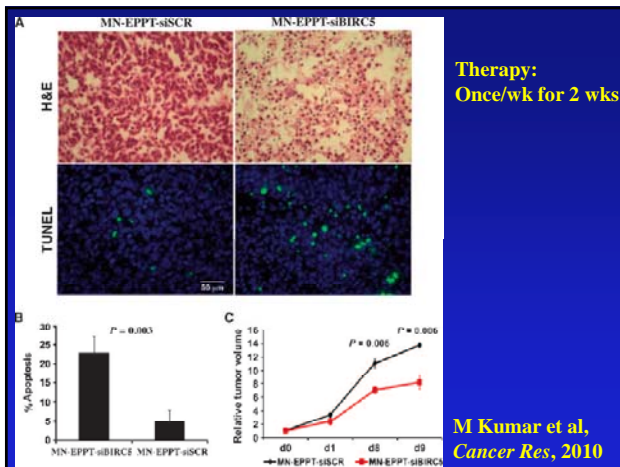 A
MN-EPPT-siSCR
MN-EPPT-siBIRC5
H&E
TUNEL
50 µm
Therapy:
Once/wk for 2 wks
B
P = 0.003
% Apoptosis
30
25
20
15
10
5
0
MN-EPPT-siBIRC5 MN-EPPT-siSCR
C
P = 0.006
P = 0.006
Relative tumor volume
16
14
12
10
8
6
4
2
0
d0 d1 d8 d9
MN-EPPT-siSCR MN-EPPT-siBIRC5
M Kumar et al,
Cancer Res, 2010